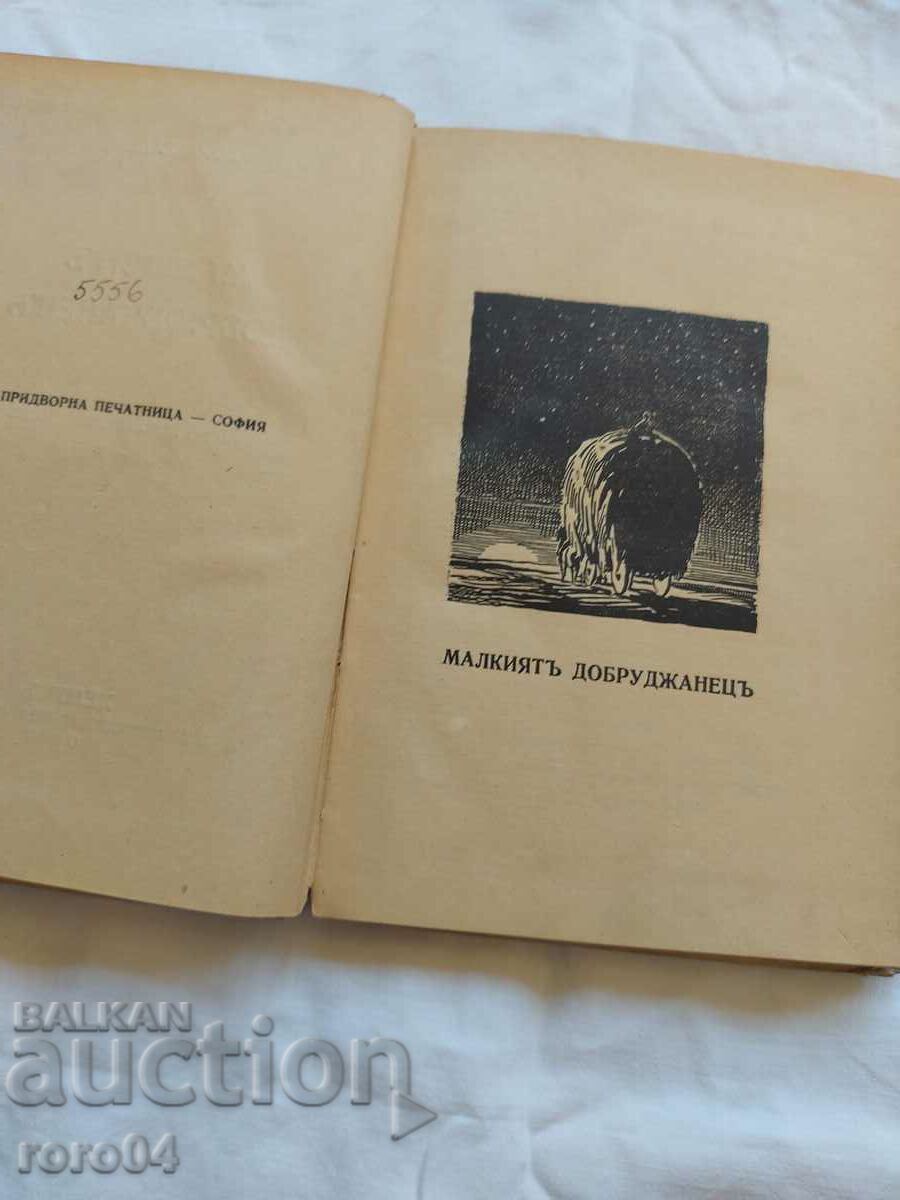 5556
ПРИДВОРНА ПЕЧАТНИЦА — СОФИЯ
МАЛКИЯТЪ ДОБРУДЖАНЕЦЪ
BALKAN
auction
roro04